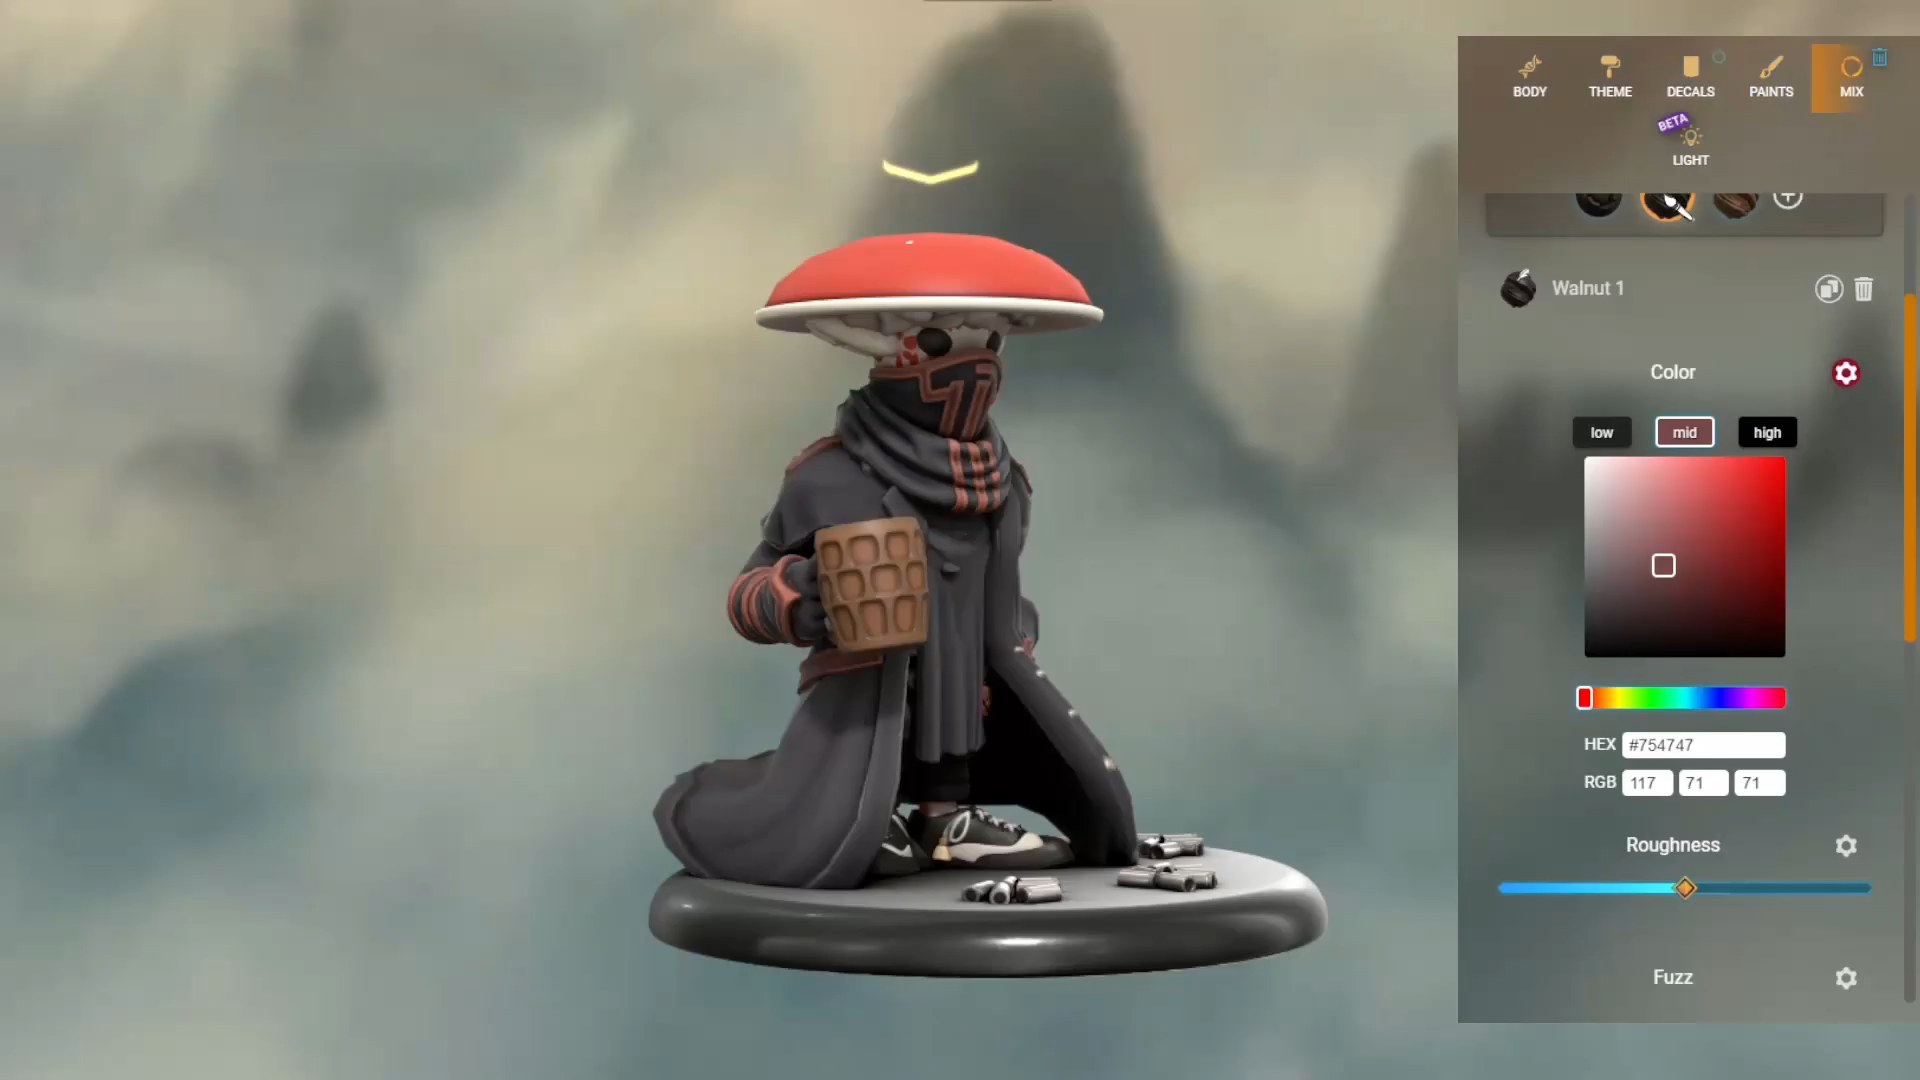 BODY THEME DECALS PAINTS MIX
BETA
LIGHT
Walnut 1
Color
low mid high
HEX #754747
RGB 117 71 71
Roughness
Fuzz